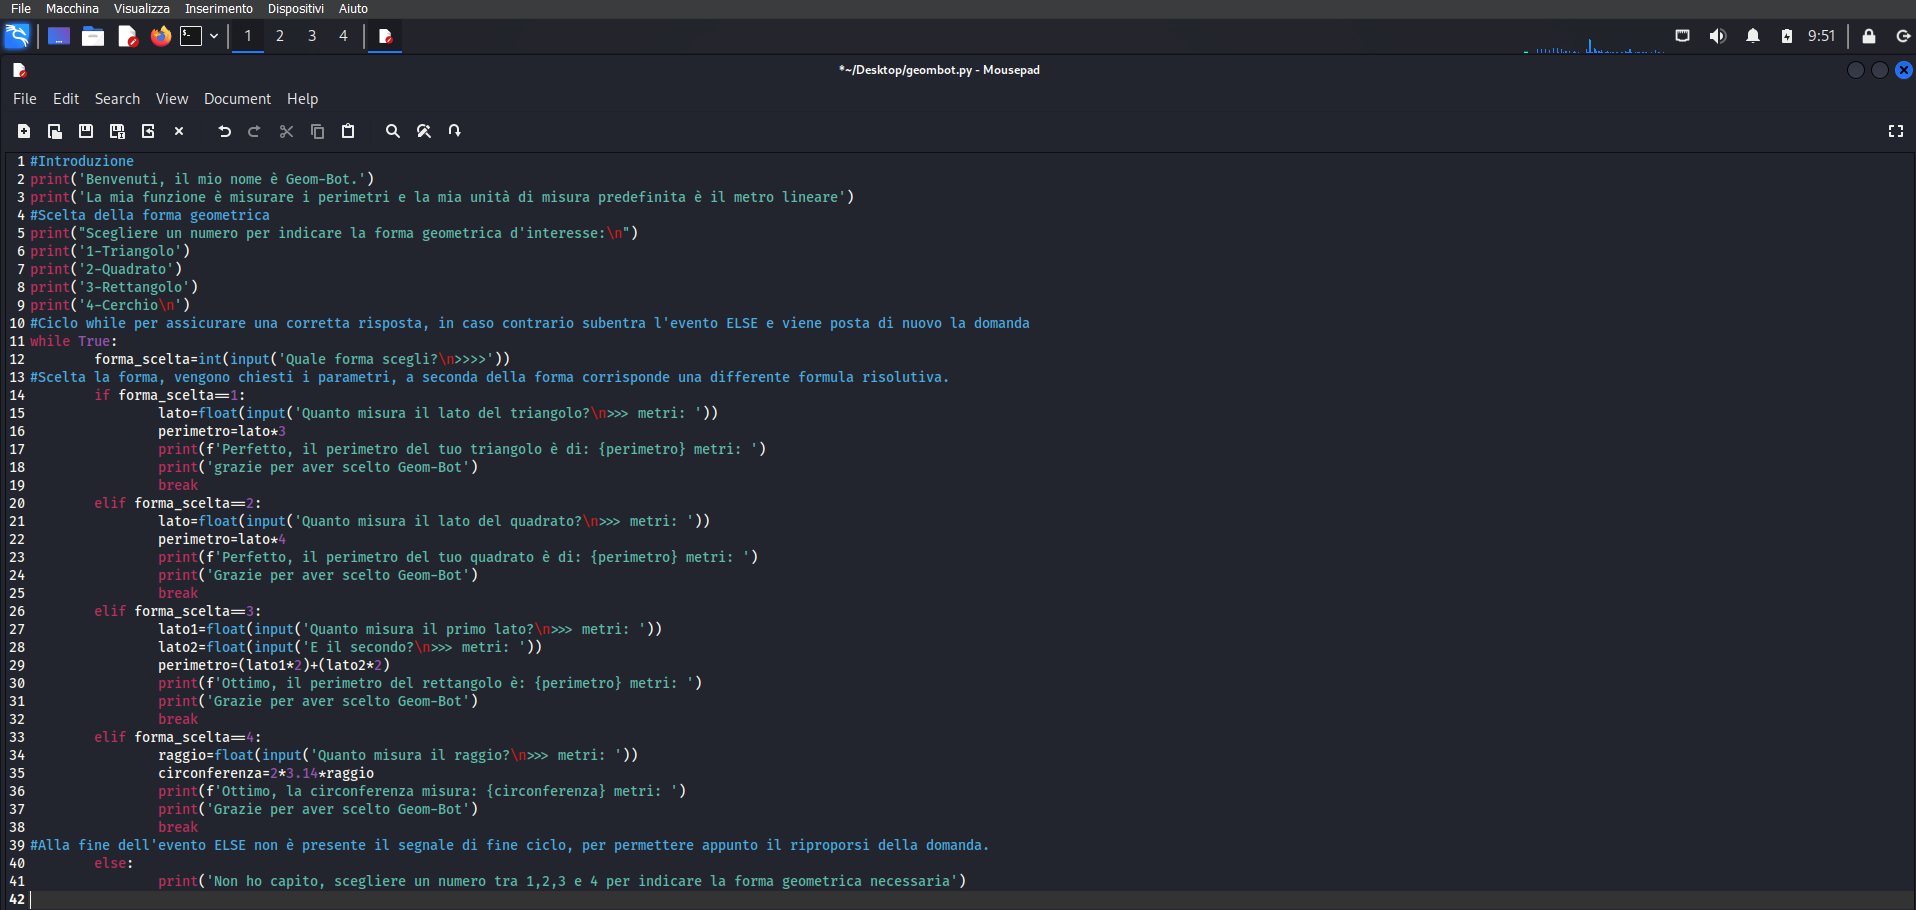 File Macchina Visualizza Inserimento Dispositivi Aiuto
1 2 3 4 9:51
*~/Desktop/geombot.py - Mousepad
File Edit Search View Document Help
1 #Introduzione
2 print('Benvenuti, il mio nome è Geom-Bot.')
3 print('La mia funzione è misurare i perimetri e la mia unità di misura predefinita è il metro lineare')
4 #Scelta della forma geometrica
5 print("Scegliere un numero per indicare la forma geometrica d'interesse:\n")
6 print('1-Triangolo')
7 print('2-Quadrato')
8 print('3-Rettangolo')
9 print('4-Cerchio\n')
10 #Ciclo while per assicurare una corretta risposta, in caso contrario subentra l'evento ELSE e viene posta di nuovo la domanda
11 while True:
12         forma_scelta=int(input('Quale forma scegli?\n>>>>'))
13 #Scelta la forma, vengono chiesti i parametri, a seconda della forma corrisponde una differente formula risolutiva.
14         if forma_scelta==1:
15                 lato=float(input('Quanto misura il lato del triangolo?\n>>> metri: '))
16                 perimetro=lato*3
17                 print(f'Perfetto, il perimetro del tuo triangolo è di: {perimetro} metri: ')
18                 print('grazie per aver scelto Geom-Bot')
19                 break
20         elif forma_scelta==2:
21                 lato=float(input('Quanto misura il lato del quadrato?\n>>> metri: '))
22                 perimetro=lato*4
23                 print(f'Perfetto, il perimetro del tuo quadrato è di: {perimetro} metri: ')
24                 print('Grazie per aver scelto Geom-Bot')
25                 break
26         elif forma_scelta==3:
27                 lato1=float(input('Quanto misura il primo lato?\n>>> metri: '))
28                 lato2=float(input('E il secondo?\n>>> metri: '))
29                 perimetro=(lato1*2)+(lato2*2)
30                 print(f'Ottimo, il perimetro del rettangolo è: {perimetro} metri: ')
31                 print('Grazie per aver scelto Geom-Bot')
32                 break
33         elif forma_scelta==4:
34                 raggio=float(input('Quanto misura il raggio?\n>>> metri: '))
35                 circonferenza=2*3.14*raggio
36                 print(f'Ottimo, la circonferenza misura: {circonferenza} metri: ')
37                 print('Grazie per aver scelto Geom-Bot')
38                 break
39 #Alla fine dell'evento ELSE non è presente il segnale di fine ciclo, per permettere appunto il riproporsi della domanda.
40         else:
41                 print('Non ho capito, scegliere un numero tra 1,2,3 e 4 per indicare la forma geometrica necessaria')
42